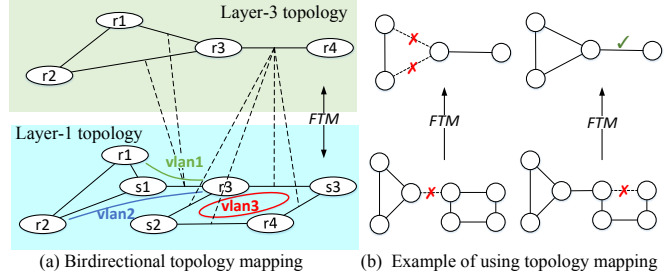 Layer-3 topology
r1
r3
r4
r2
FTM
Layer-1 topology
r1
vlan1
s1
r3
s3
r2
vlan2
vlan3
s2
r4
FTM
FTM
(a) Birdirectional topology mapping
(b) Example of using topology mapping